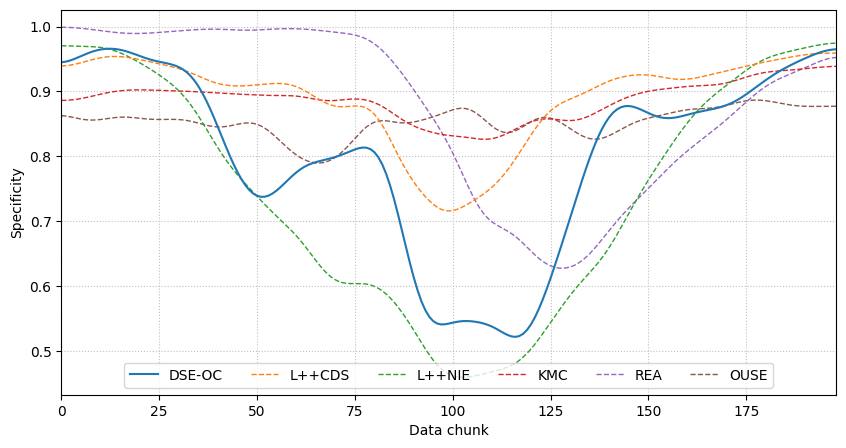 1.0
0.9
0.8
0.7
0.6
0.5
Specificity
DSE-OC L++CDS L++NIE KMC REA OUSE
0 25 50 75 100 125 150 175
Data chunk